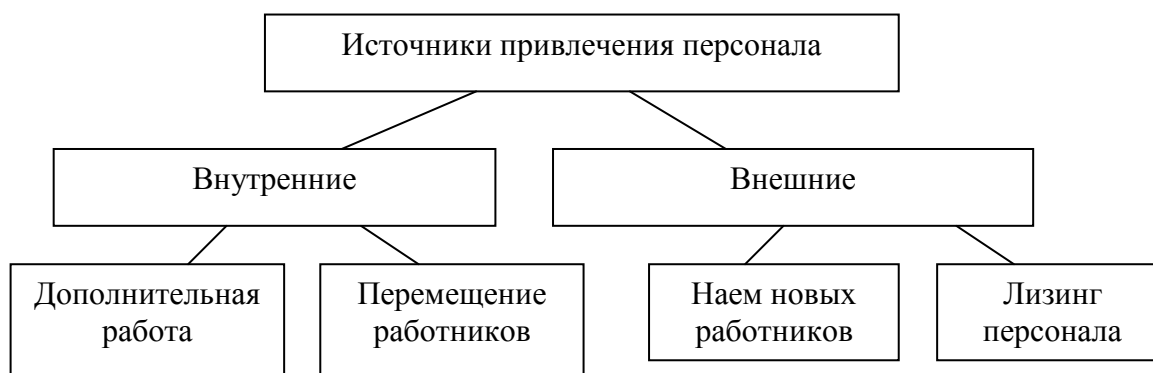 Источники привлечения персонала
Внутренние
Внешние
Дополнительная
работа
Перемещение
работников
Наем новых
работников
Лизинг
персонала